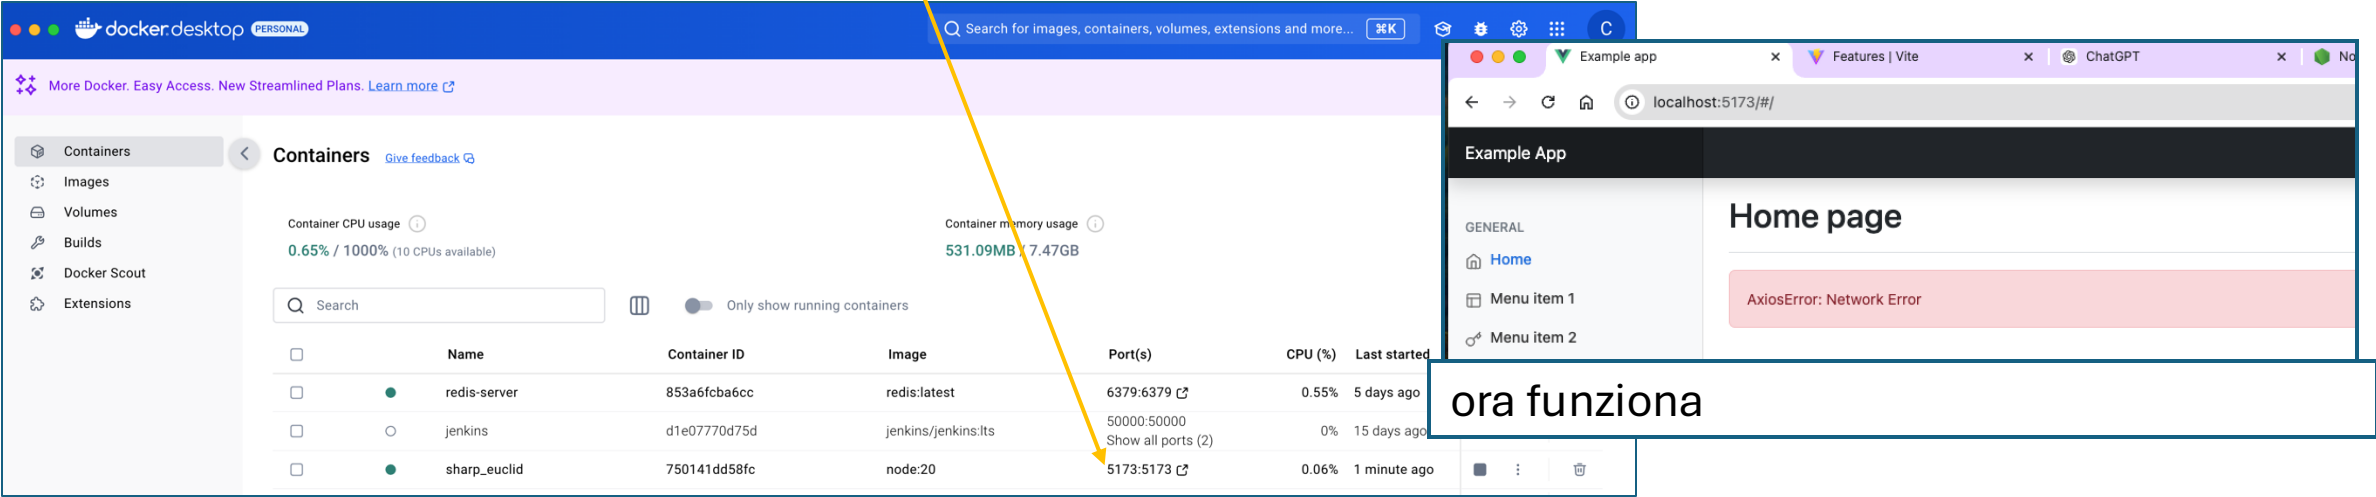 docker.desktop PERSONAL
Search for images, containers, volumes, extensions and more... ⌘K
C
More Docker. Easy Access. New Streamlined Plans. Learn more
Containers
Images
Volumes
Builds
Docker Scout
Extensions
Containers Give feedback
Container CPU usage
0.65% / 1000% (10 CPUs available)
Container memory usage
531.09MB / 7.47GB
Search
Only show running containers
Name Container ID Image Port(s) CPU (%) Last started
redis-server 853a6fcba6cc redis:latest 6379:6379 0.55% 5 days ago
jenkins d1e07770d75d jenkins/jenkins:lts 50000:50000 Show all ports (2) 0% 15 days ago
sharp_euclid 750141dd58fc node:20 5173:5173 0.06% 1 minute ago
Example app
Features | Vite
ChatGPT
No
localhost:5173/#/
Example App
GENERAL
Home
Menu item 1
Menu item 2
Home page
AxiosError: Network Error
ora funziona